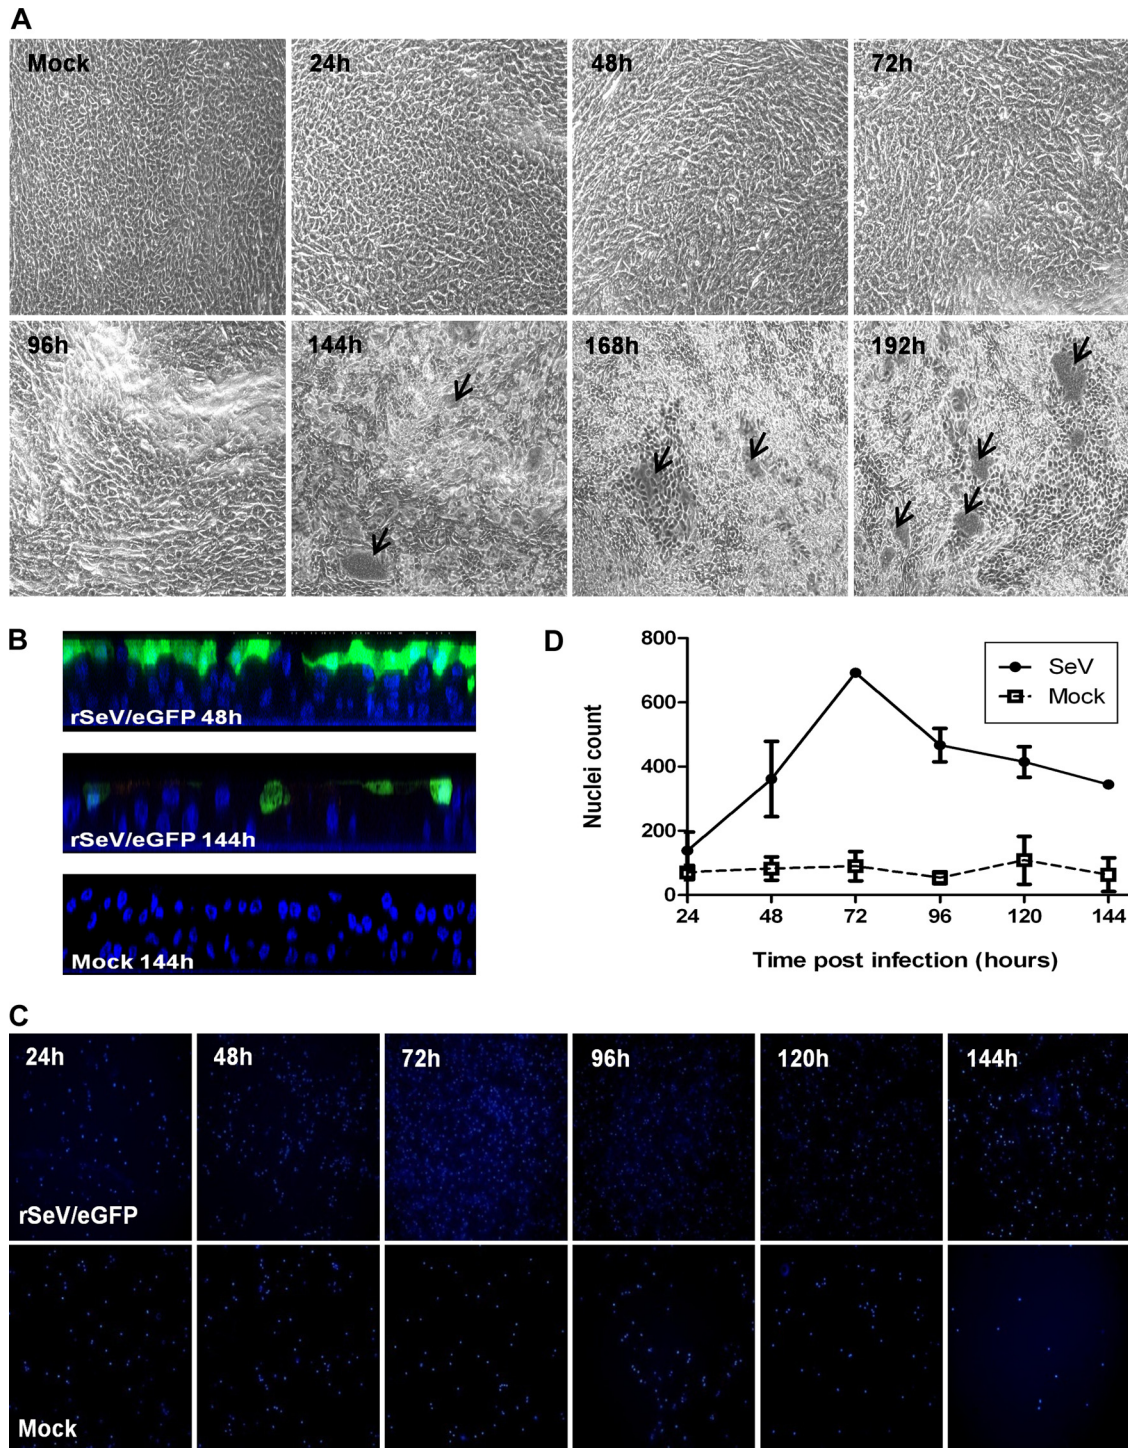 A
Mock
24h
48h
72h
96h
144h
168h
192h
B
rSeV/eGFP 48h
rSeV/eGFP 144h
Mock 144h
D
800
600
400
200
0
Nuclei count
SeV
Mock
24
48
72
96
120
144
Time post infection (hours)
C
24h
48h
72h
96h
120h
144h
rSeV/eGFP
Mock